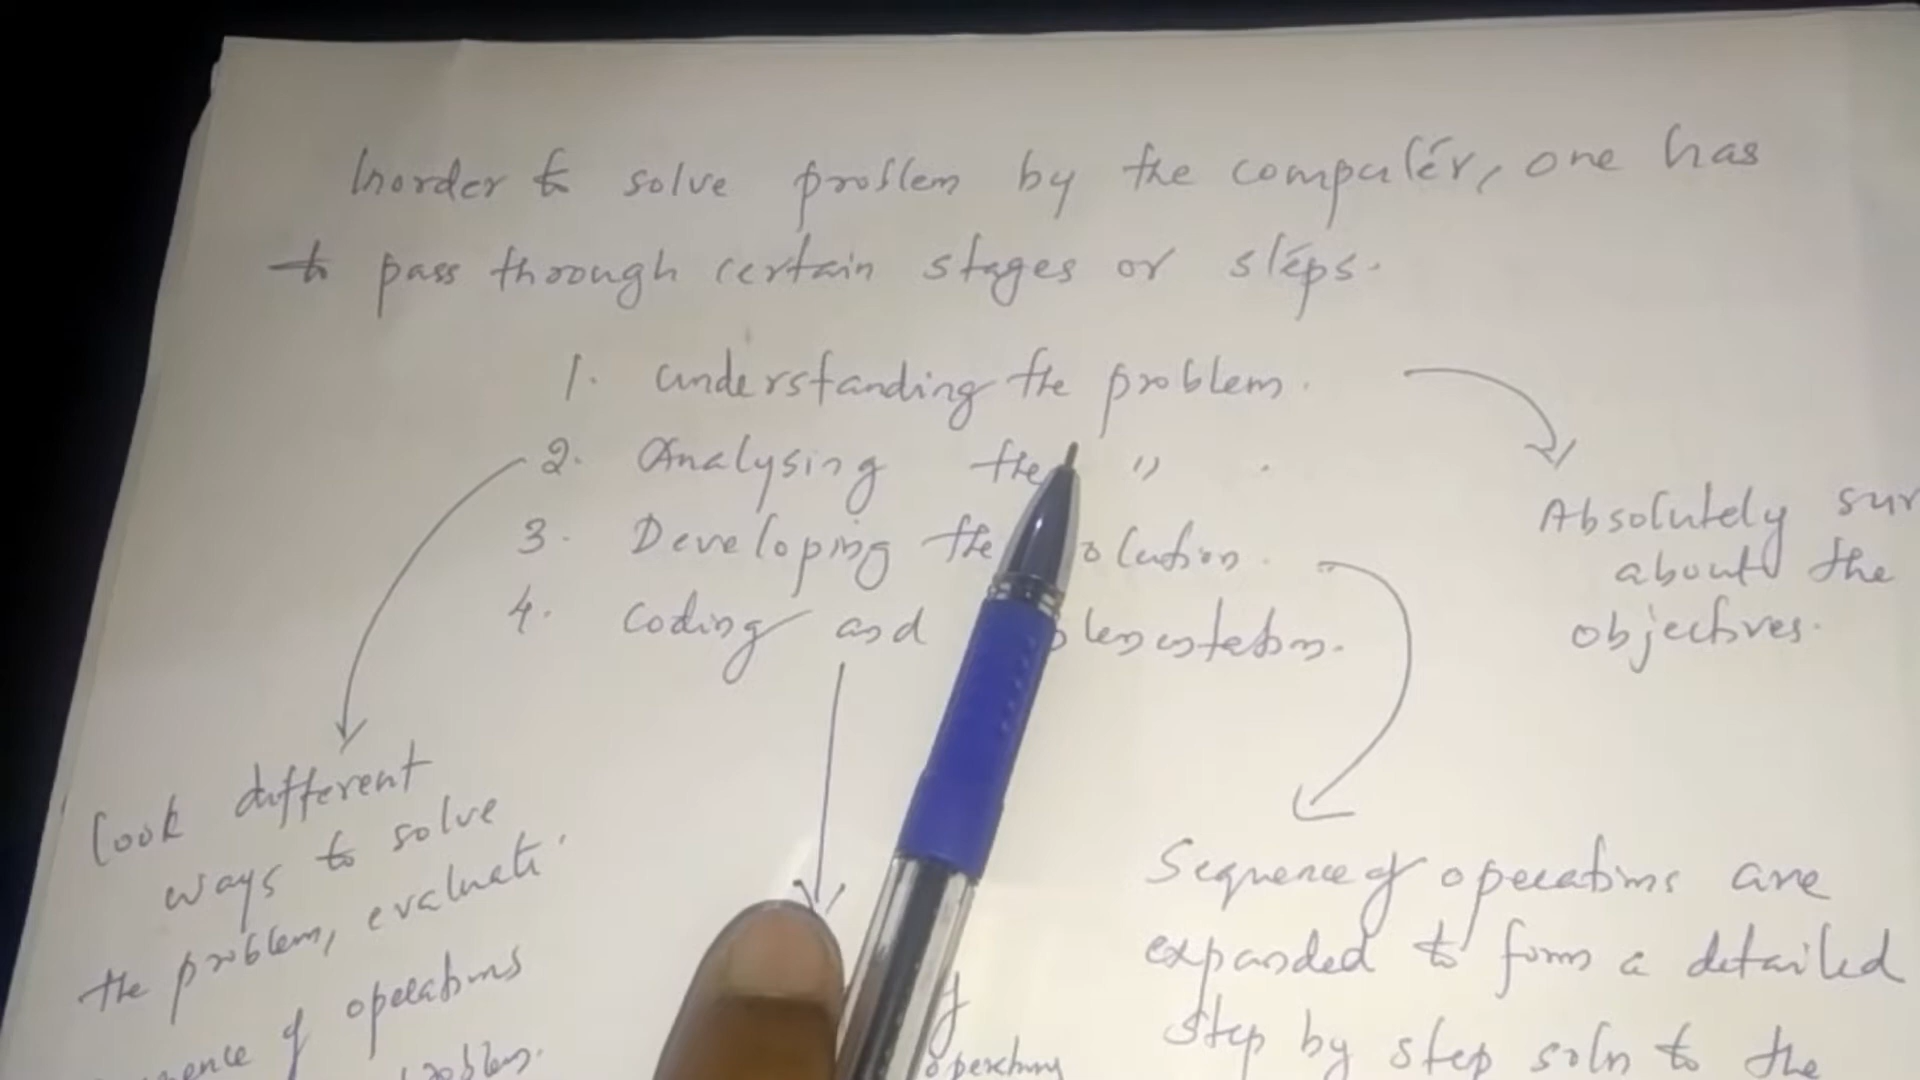 Inorder to solve problem by the computer, one has
to pass through certain stages or steps.
1. Understanding the problem.
2. Analysing the " .
3. Developing the olution.
4. Coding and lementation.
Absolutely sur
about the
objectives.
Look different
ways to solve
the problem, evaluate
of operations
Sequence of operations are
expanded to form a detailed
step by step soln to the